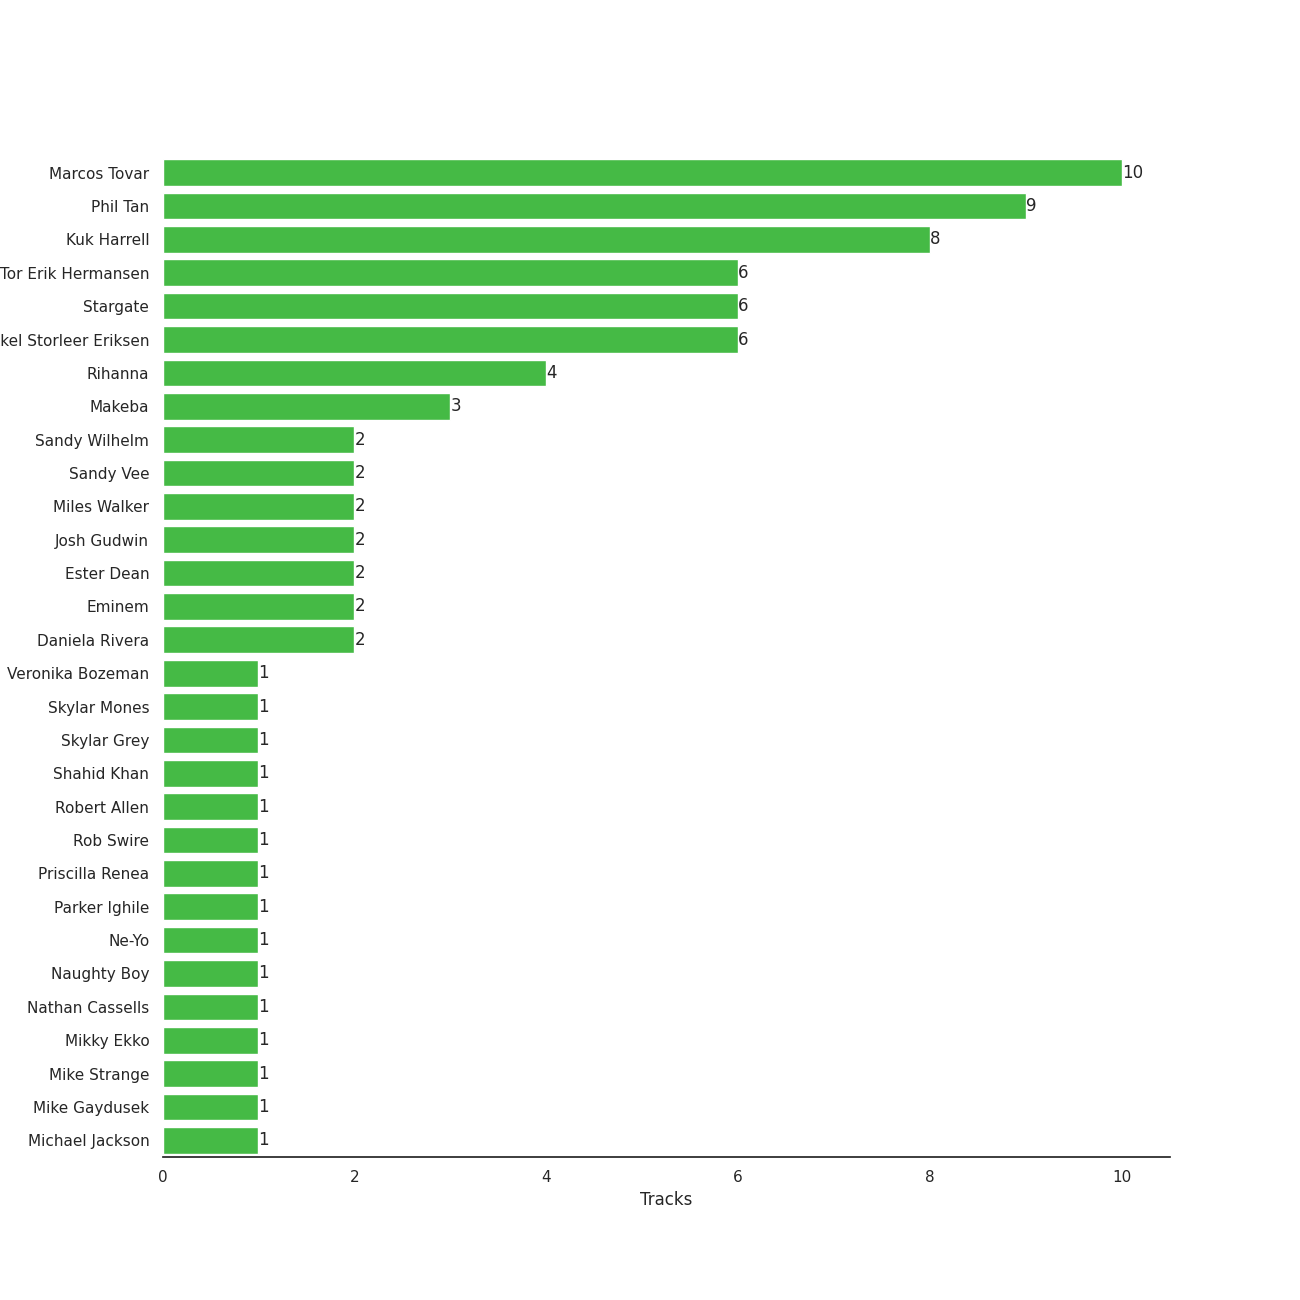 Marcos Tovar 10
Phil Tan 9
Kuk Harrell 8
Tor Erik Hermansen 6
Stargate 6
kel Storleer Eriksen 6
Rihanna 4
Makeba 3
Sandy Wilhelm 2
Sandy Vee 2
Miles Walker 2
Josh Gudwin 2
Ester Dean 2
Eminem 2
Daniela Rivera 2
Veronika Bozeman 1
Skylar Mones 1
Skylar Grey 1
Shahid Khan 1
Robert Allen 1
Rob Swire 1
Priscilla Renea 1
Parker Ighile 1
Ne-Yo 1
Naughty Boy 1
Nathan Cassells 1
Mikky Ekko 1
Mike Strange 1
Mike Gaydusek 1
Michael Jackson 1
0 2 4 6 8 10
Tracks